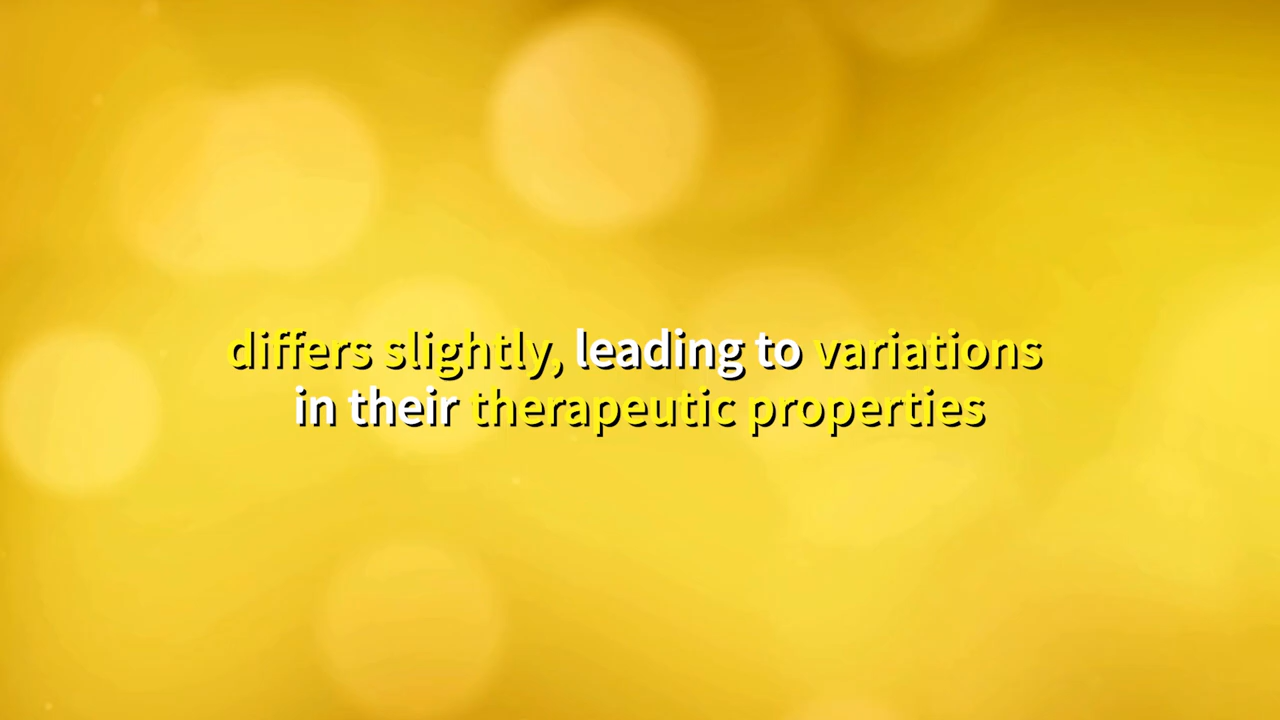 differs slightly, leading to variations
in their therapeutic properties